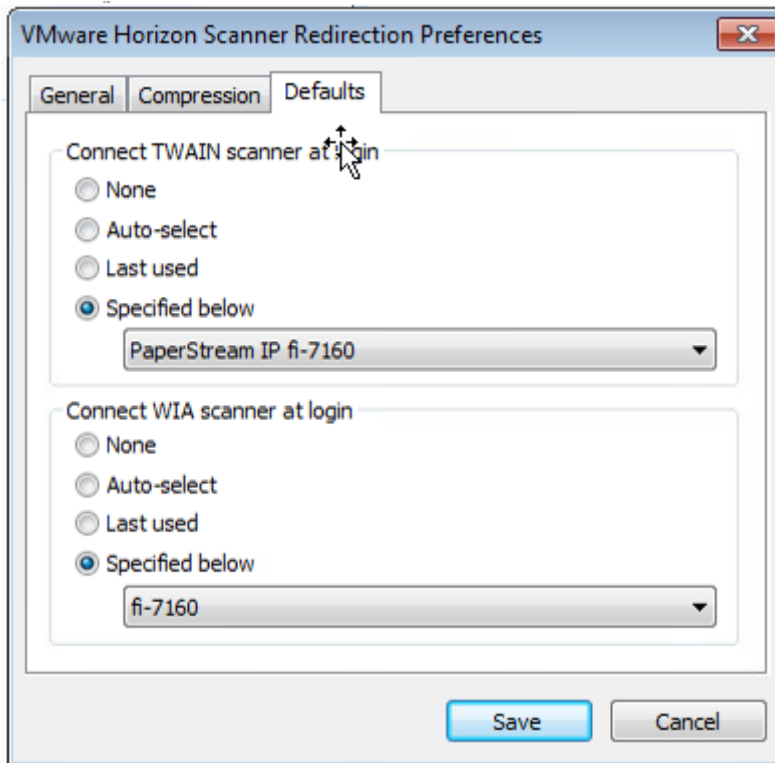 VMware Horizon Scanner Redirection Preferences
General Compression Defaults
Connect TWAIN scanner at login
None
Auto-select
Last used
Specified below
PaperStream IP fi-7160
Connect WIA scanner at login
None
Auto-select
Last used
Specified below
fi-7160
Save Cancel